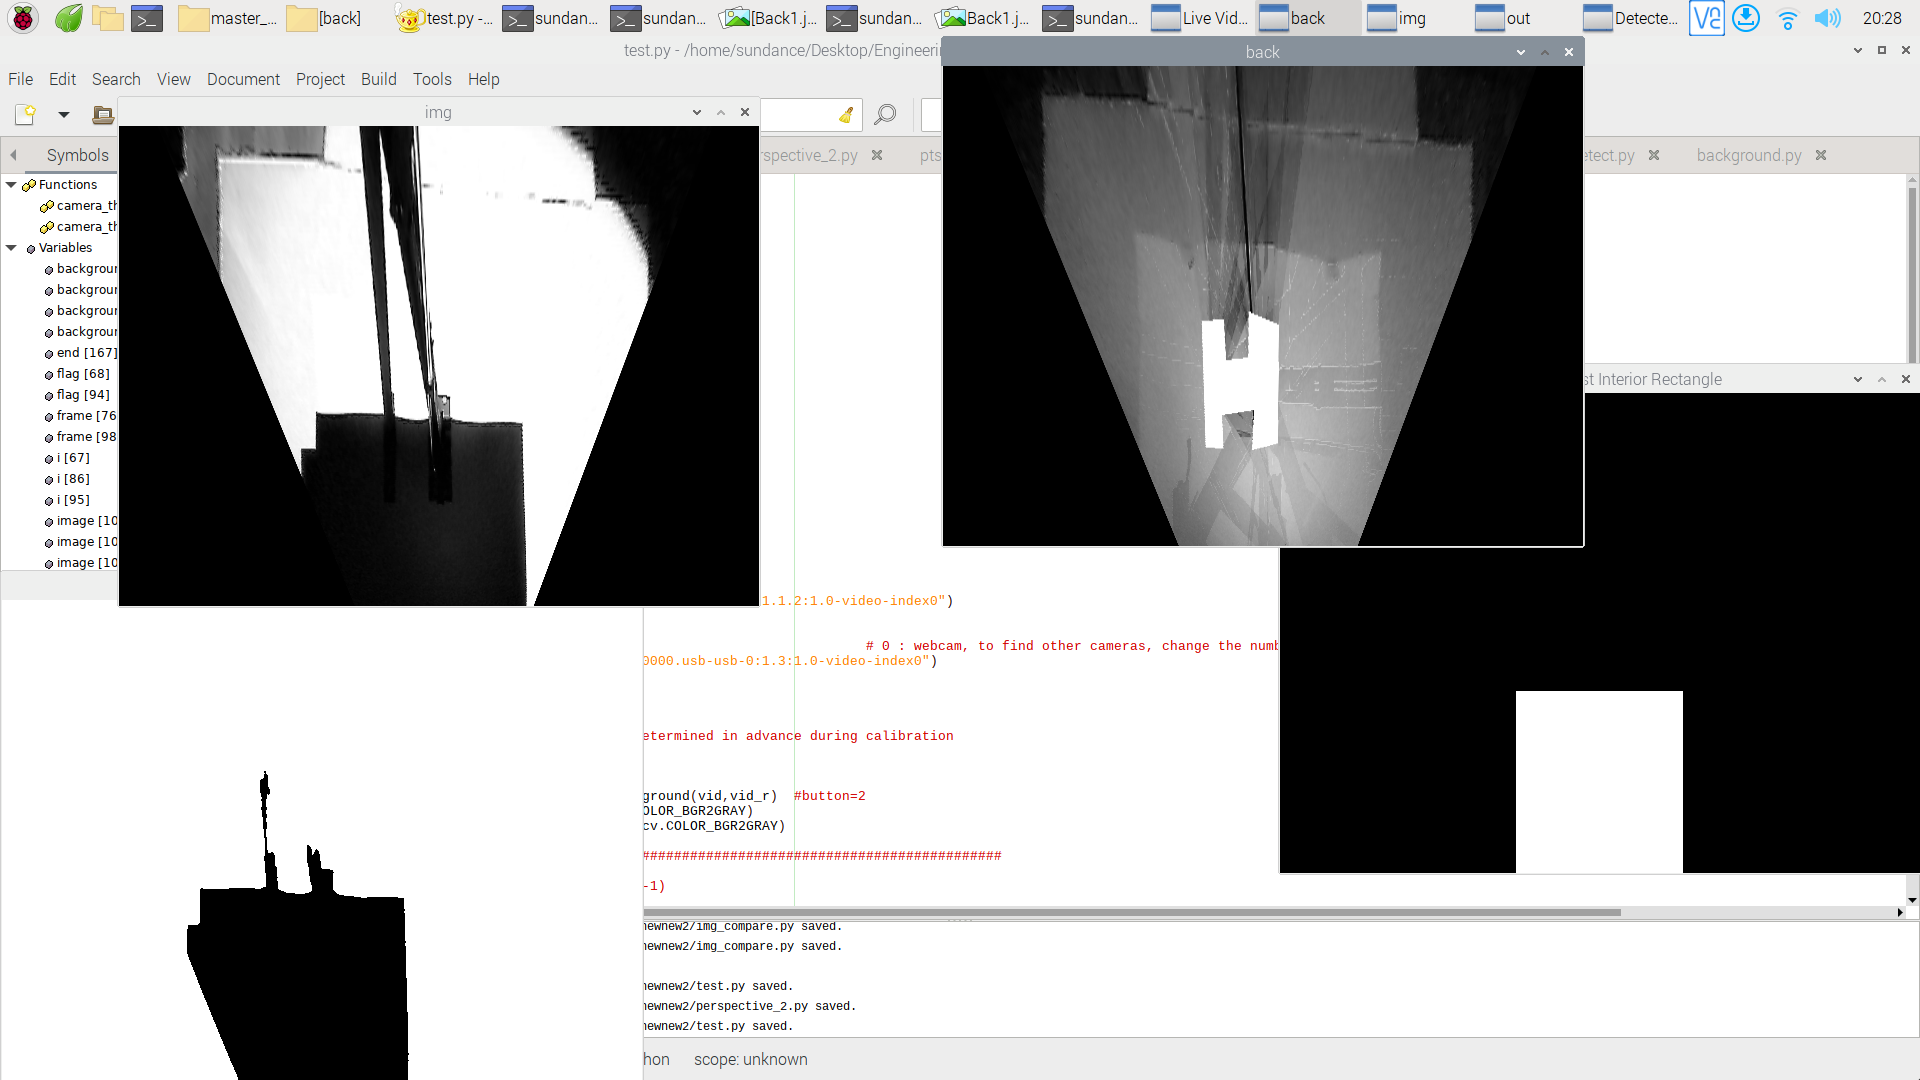 master_...
[back]
test.py -...
sundan...
sundan...
[Back1.j...
sundan...
Back1.j...
sundan...
Live Vid...
back
img
out
Detecte...
20:28
test.py - /home/sundance/Desktop/Engineeri
back
File Edit Search View Document Project Build Tools Help
img
Symbols
rspective_2.py
pts
etect.py
background.py
Functions
camera_th
camera_th
Variables
backgrour
backgrour
backgrour
backgrour
end [167]
flag [68]
flag [94]
frame [76
frame [98
i [67]
i [86]
i [95]
image [10
image [10
image [10
st Interior Rectangle
1.1.2:1.0-video-index0")
# 0 : webcam, to find other cameras, change the numb
0000.usb-usb-0:1.3:1.0-video-index0")
etermined in advance during calibration
ground(vid,vid_r)  #button=2
OLOR_BGR2GRAY)
cv.COLOR_BGR2GRAY)
#############################################
-1)
newnew2/img_compare.py saved.
newnew2/img_compare.py saved.
newnew2/test.py saved.
newnew2/perspective_2.py saved.
newnew2/test.py saved.
hon scope: unknown